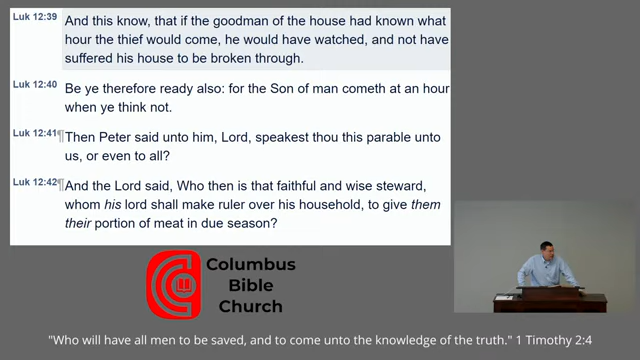 Luk 12:39 And this know, that if the goodman of the house had known what
hour the thief would come, he would have watched, and not have
suffered his house to be broken through.
Luk 12:40 Be ye therefore ready also: for the Son of man cometh at an hour
when ye think not.
Luk 12:41¶Then Peter said unto him, Lord, speakest thou this parable unto
us, or even to all?
Luk 12:42¶And the Lord said, Who then is that faithful and wise steward,
whom his lord shall make ruler over his household, to give them
their portion of meat in due season?
Columbus
Bible
Church
"Who will have all men to be saved, and to come unto the knowledge of the truth." 1 Timothy 2:4